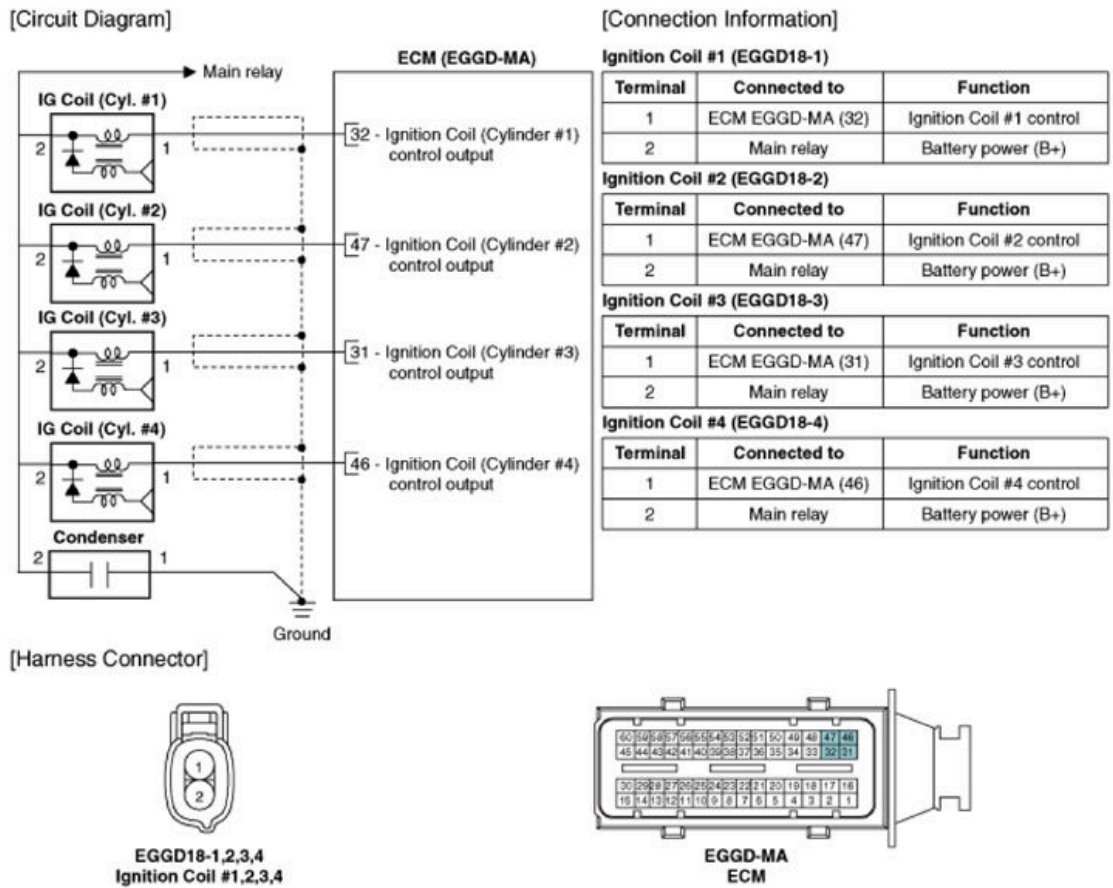 [Circuit Diagram]
ECM (EGGD-MA)
Main relay
IG Coil (Cyl. #1)
2
1
32 - Ignition Coil (Cylinder #1)
control output
IG Coil (Cyl. #2)
2
1
47 - Ignition Coil (Cylinder #2)
control output
IG Coil (Cyl. #3)
2
1
31 - Ignition Coil (Cylinder #3)
control output
IG Coil (Cyl. #4)
2
1
46 - Ignition Coil (Cylinder #4)
control output
Condenser
2
1
Ground
[Connection Information]
Ignition Coil #1 (EGGD18-1)
Terminal Connected to Function
1 ECM EGGD-MA (32) Ignition Coil #1 control
2 Main relay Battery power (B+)
Ignition Coil #2 (EGGD18-2)
Terminal Connected to Function
1 ECM EGGD-MA (47) Ignition Coil #2 control
2 Main relay Battery power (B+)
Ignition Coil #3 (EGGD18-3)
Terminal Connected to Function
1 ECM EGGD-MA (31) Ignition Coil #3 control
2 Main relay Battery power (B+)
Ignition Coil #4 (EGGD18-4)
Terminal Connected to Function
1 ECM EGGD-MA (46) Ignition Coil #4 control
2 Main relay Battery power (B+)
[Harness Connector]
1
2
EGGD18-1,2,3,4
Ignition Coil #1,2,3,4
60 59 58 57 56 55 54 53 52 51 50 49 48 47 46
45 44 43 42 41 40 39 38 37 36 35 34 33 32 31
30 29 28 27 26 25 24 23 22 21 20 19 18 17 16
15 14 13 12 11 10 9 8 7 6 5 4 3 2 1
EGGD-MA
ECM